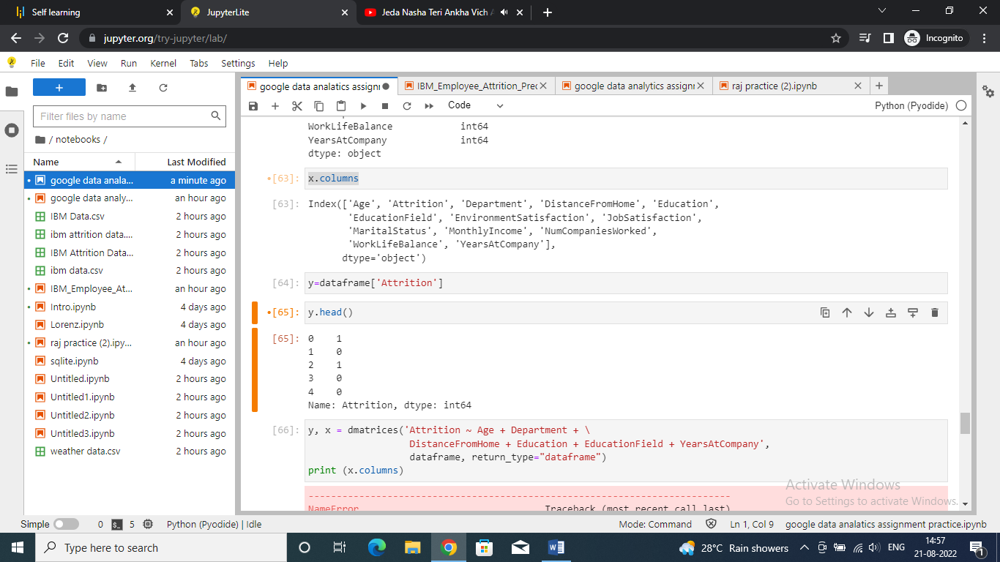 Self learning
JupyterLite
Jeda Nasha Teri Ankha Vich
jupyter.org/try-jupyter/lab/
Incognito
File Edit View Run Kernel Tabs Settings Help
google data analatics assign
IBM_Employee_Attrition_Prec
google data analytics assign
raj practice (2).ipynb
Code
Python (Pyodide)
Filter files by name
/ notebooks /
Name Last Modified
google data anala... a minute ago
google data analy... an hour ago
IBM Data.csv 2 hours ago
ibm attrition data.... 2 hours ago
IBM Attrition Data... 2 hours ago
ibm data.csv 2 hours ago
IBM_Employee_At... an hour ago
Intro.ipynb 4 days ago
Lorenz.ipynb 4 days ago
raj practice (2).ipy... an hour ago
sqlite.ipynb 4 days ago
Untitled.ipynb 2 hours ago
Untitled1.ipynb 2 hours ago
Untitled2.ipynb 2 hours ago
Untitled3.ipynb 2 hours ago
weather data.csv 2 hours ago
WorkLifeBalance int64
YearsAtCompany int64
dtype: object
[63]: x.columns
[63]: Index(['Age', 'Attrition', 'Department', 'DistanceFromHome', 'Education',
'EducationField', 'EnvironmentSatisfaction', 'JobSatisfaction',
'MaritalStatus', 'MonthlyIncome', 'NumCompaniesWorked',
'WorkLifeBalance', 'YearsAtCompany'],
dtype='object')
[64]: y=dataframe['Attrition']
[65]: y.head()
[65]: 0 1
1 0
2 1
3 0
4 0
Name: Attrition, dtype: int64
[66]: y, x = dmatrices('Attrition ~ Age + Department + \
DistanceFromHome + Education + EducationField + YearsAtCompany',
dataframe, return_type="dataframe")
print (x.columns)
---------------------------------------------------------------------------
NameError Traceback (most recent call last)
Activate Windows
Go to Settings to activate Windows.
Simple 0 5 Python (Pyodide) | Idle Mode: Command Ln 1, Col 9 google data analatics assignment practice.ipynb
Type here to search
28°C Rain showers
ENG
14:57
21-08-2022
1